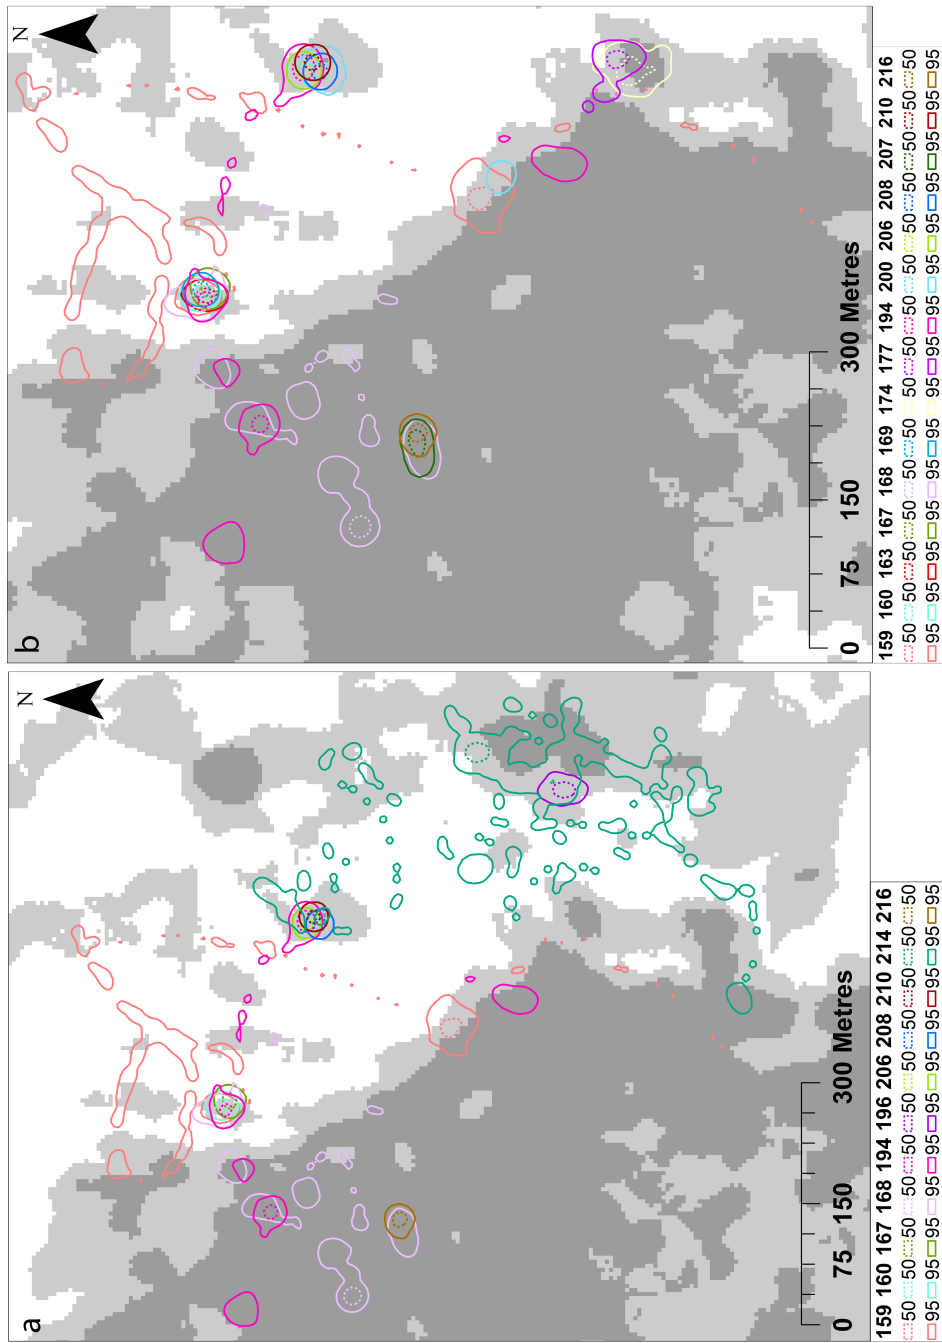 a
N
0 75 150 300 Metres
159 160 167 168 194 196 206 208 210 214 216
50 50 50 50 50 50 50 50 50 50 50
95 95 95 95 95 95 95 95 95 95 95
b
N
0 75 150 300 Metres
159 160 163 167 168 169 174 177 194 200 206 208 207 210 216
50 50 50 50 50 50 50 50 50 50 50 50 50 50 50
95 95 95 95 95 95 95 95 95 95 95 95 95 95 95